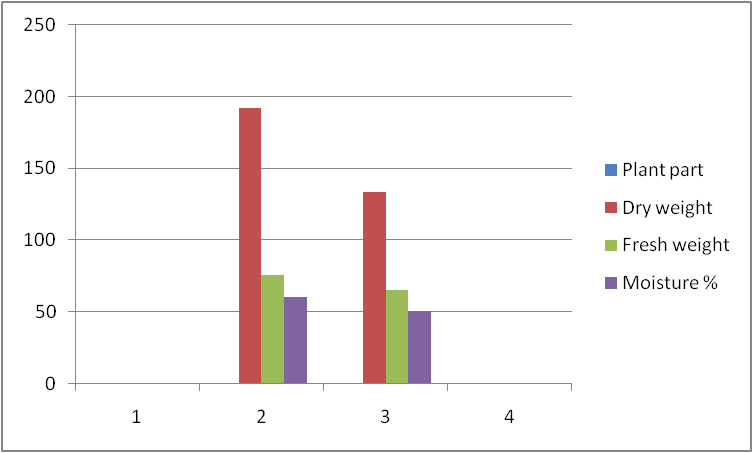 250
200
150
100
50
0
1 2 3 4
Plant part
Dry weight
Fresh weight
Moisture %